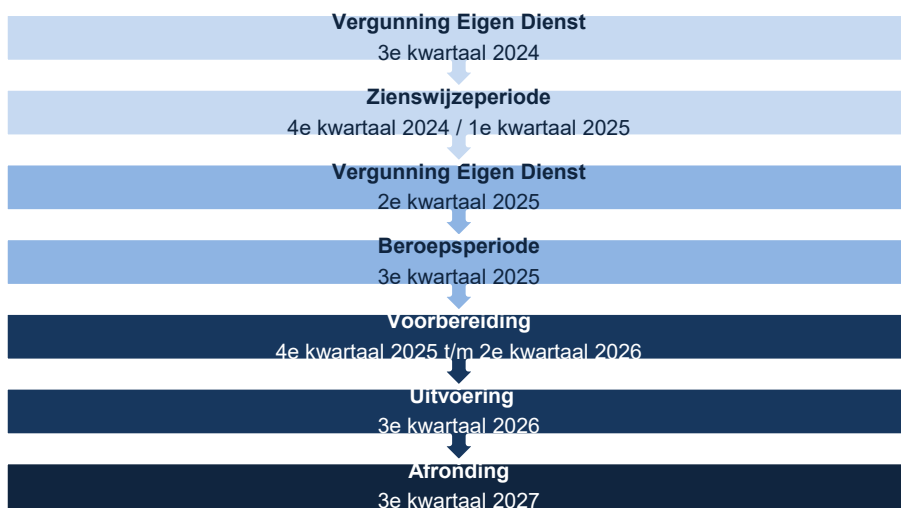 Vergunning Eigen Dienst
3e kwartaal 2024
Zienswijzeperiode
4e kwartaal 2024 / 1e kwartaal 2025
Vergunning Eigen Dienst
2e kwartaal 2025
Beroepsperiode
3e kwartaal 2025
Voorbereiding
4e kwartaal 2025 t/m 2e kwartaal 2026
Uitvoering
3e kwartaal 2026
Afronding
3e kwartaal 2027